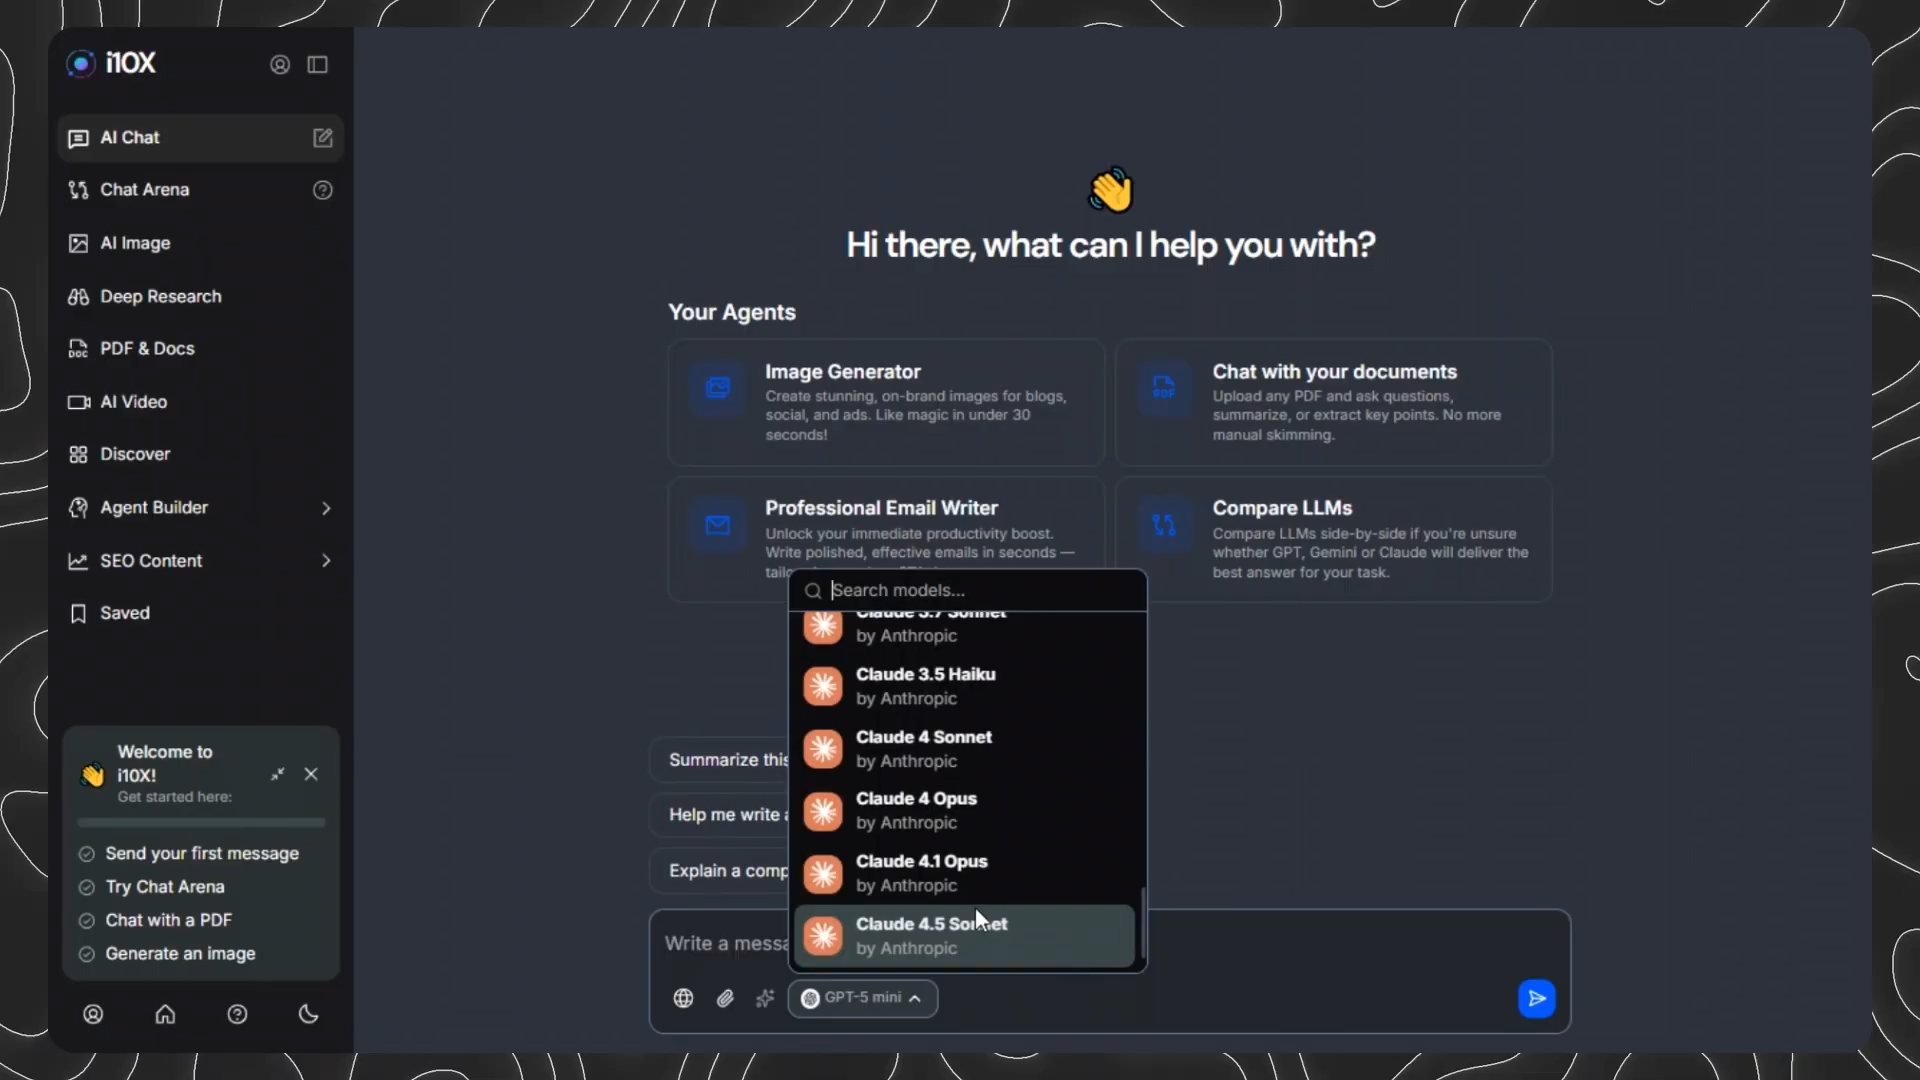 i10X
AI Chat
Chat Arena
AI Image
Deep Research
DOC
PDF & Docs
AI Video
Discover
Agent Builder
SEO Content
Saved
Welcome to
i10X!
Get started here:
Send your first message
Try Chat Arena
Chat with a PDF
Generate an image
Hi there, what can I help you with?
Your Agents
Image Generator
Create stunning, on-brand images for blogs,
social, and ads. Like magic in under 30
seconds!
PDF
Chat with your documents
Upload any PDF and ask questions,
summarize, or extract key points. No more
manual skimming.
Professional Email Writer
Unlock your immediate productivity boost.
Write polished, effective emails in seconds —
Compare LLMs
Compare LLMs side-by-side if you're unsure
whether GPT, Gemini or Claude will deliver the
best answer for your task.
Search models...
Claude 3.7 Sonnet
by Anthropic
Claude 3.5 Haiku
by Anthropic
Claude 4 Sonnet
by Anthropic
Claude 4 Opus
by Anthropic
Claude 4.1 Opus
by Anthropic
Claude 4.5 Sonnet
by Anthropic
Summarize this
Help me write
Explain a
Write a
GPT-5 mini